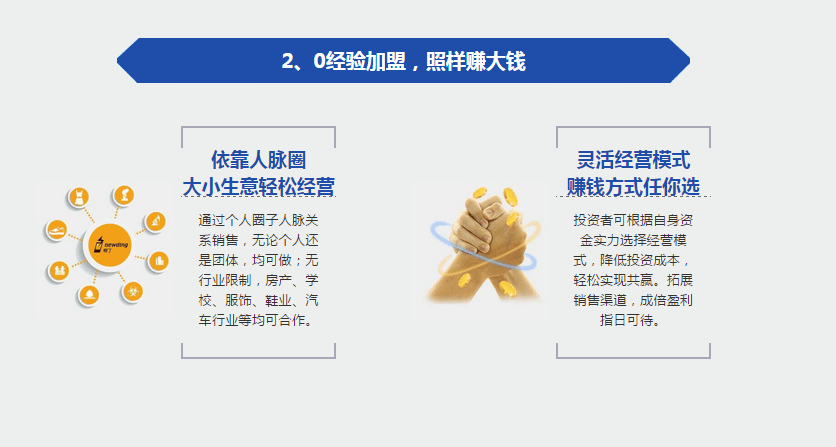 2、0经验加盟，照样赚大钱
依靠人脉圈
大小生意轻松经营
通过个人圈子人脉关
系销售，无论个人还
是团体，均可做；无
行业限制，房产、学
校、服饰、鞋业、汽
车行业等均可合作。
newding
灵活经营模式
赚钱方式任你选
投资者可根据自身资
金实力选择经营模
式，降低投资成本，
轻松实现共赢。拓展
销售渠道，成倍盈利
指日可待。